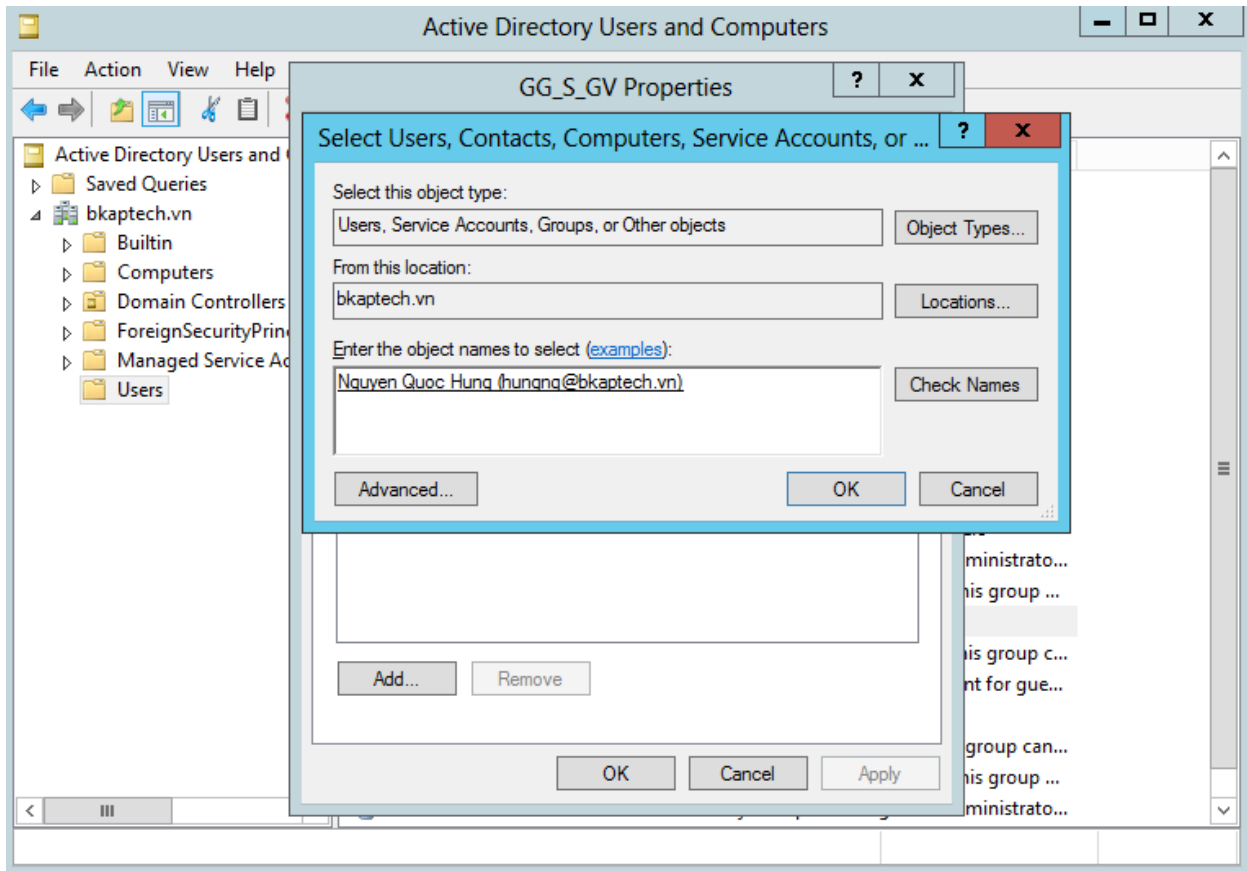 Active Directory Users and Computers
File Action View Help
GG_S_GV Properties
Select Users, Contacts, Computers, Service Accounts, or ...
Active Directory Users and
Saved Queries
bkaptech.vn
Builtin
Computers
Domain Controllers
ForeignSecurityPrin
Managed Service Ac
Users
Select this object type:
Users, Service Accounts, Groups, or Other objects
Object Types...
From this location:
bkaptech.vn
Locations...
Enter the object names to select (examples):
Nguyen Quoc Hung (hungnq@bkaptech.vn)
Check Names
Advanced...
OK
Cancel
ministrato...
his group ...
his group c...
nt for gue...
group can...
his group ...
ministrato...
Add...
Remove
OK
Cancel
Apply